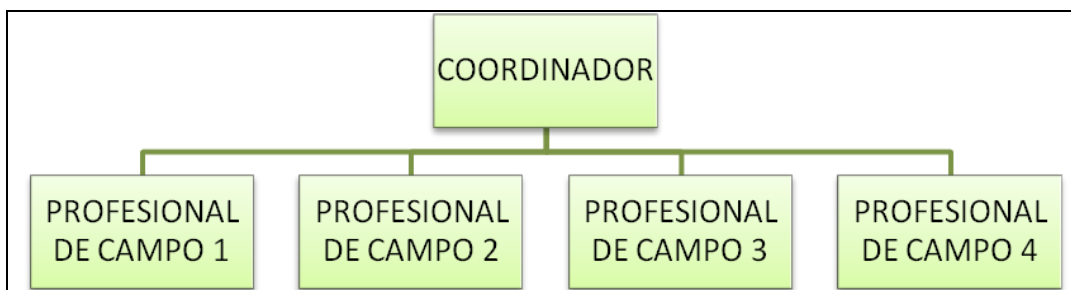 COORDINADOR
PROFESIONAL
DE CAMPO 1
PROFESIONAL
DE CAMPO 2
PROFESIONAL
DE CAMPO 3
PROFESIONAL
DE CAMPO 4